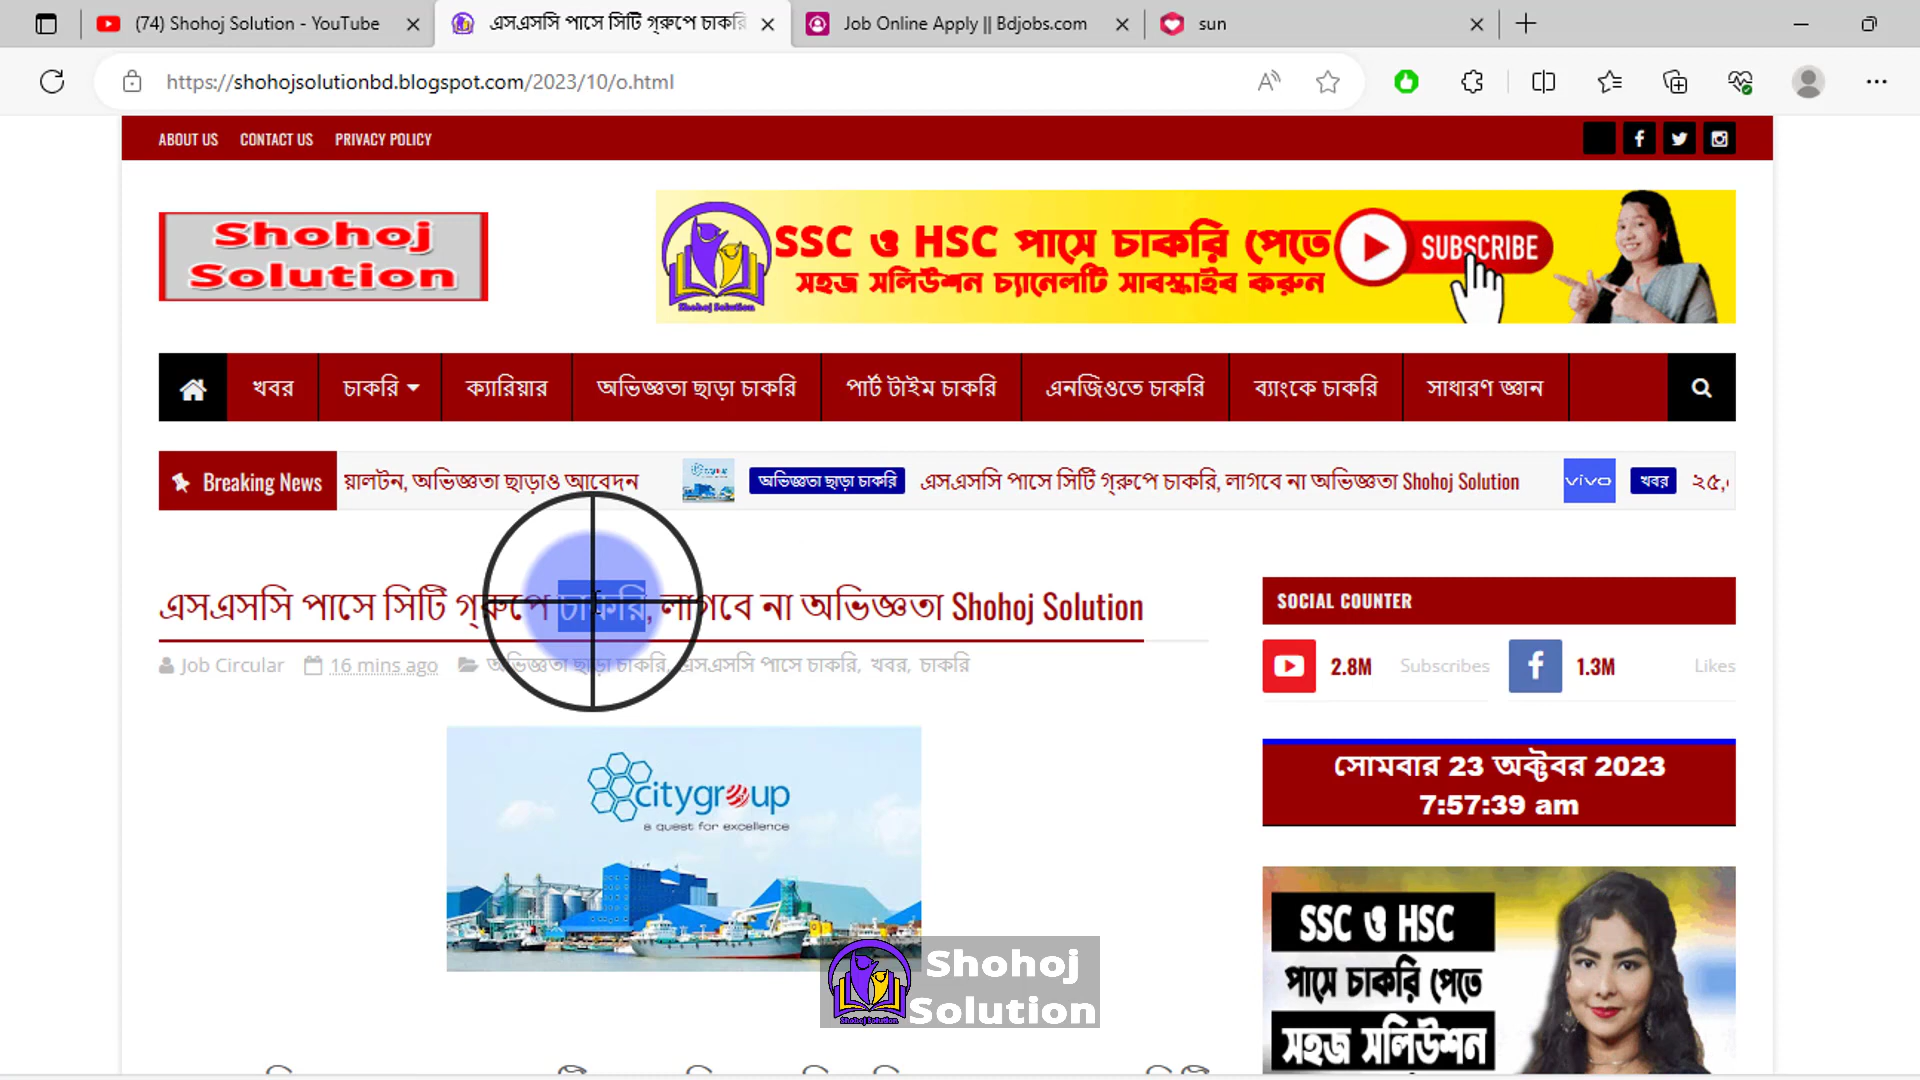 (74) Shohoj Solution - YouTube
এসএসসি পাসে সিটি গ্রুপে চাকরি
Job Online Apply || Bdjobs.com
sun
https://shohojsolutionbd.blogspot.com/2023/10/o.html
ABOUT US CONTACT US PRIVACY POLICY
Shohoj
Solution
SSC ও HSC পাসে চাকরি পেতে
সহজ সলিউশন চ্যানেলটি সাবস্ক্রাইব করুন
SUBSCRIBE
Shohoj Solution
খবর চাকরি ক্যারিয়ার অভিজ্ঞতা ছাড়া চাকরি পার্ট টাইম চাকরি এনজিওতে চাকরি ব্যাংকে চাকরি সাধারণ জ্ঞান
Breaking News
য়ালটন, অভিজ্ঞতা ছাড়াও আবেদন
অভিজ্ঞতা ছাড়া চাকরি
এসএসসি পাসে সিটি গ্রুপে চাকরি, লাগবে না অভিজ্ঞতা Shohoj Solution
vivo
খবর
২৫,
এসএসসি পাসে সিটি গ্রুপে চাকরি, লাগবে না অভিজ্ঞতা Shohoj Solution
Job Circular 16 mins ago অভিজ্ঞতা ছাড়া চাকরি, এসএসসি পাসে চাকরি, খবর, চাকরি
citygroup
a quest for excellence
SOCIAL COUNTER
2.8M Subscribes 1.3M Likes
সোমবার 23 অক্টবর 2023
7:57:39 am
SSC ও HSC
পাসে চাকরি পেতে
সহজ সলিউশন
Shohoj
Solution
Shohoj Solution